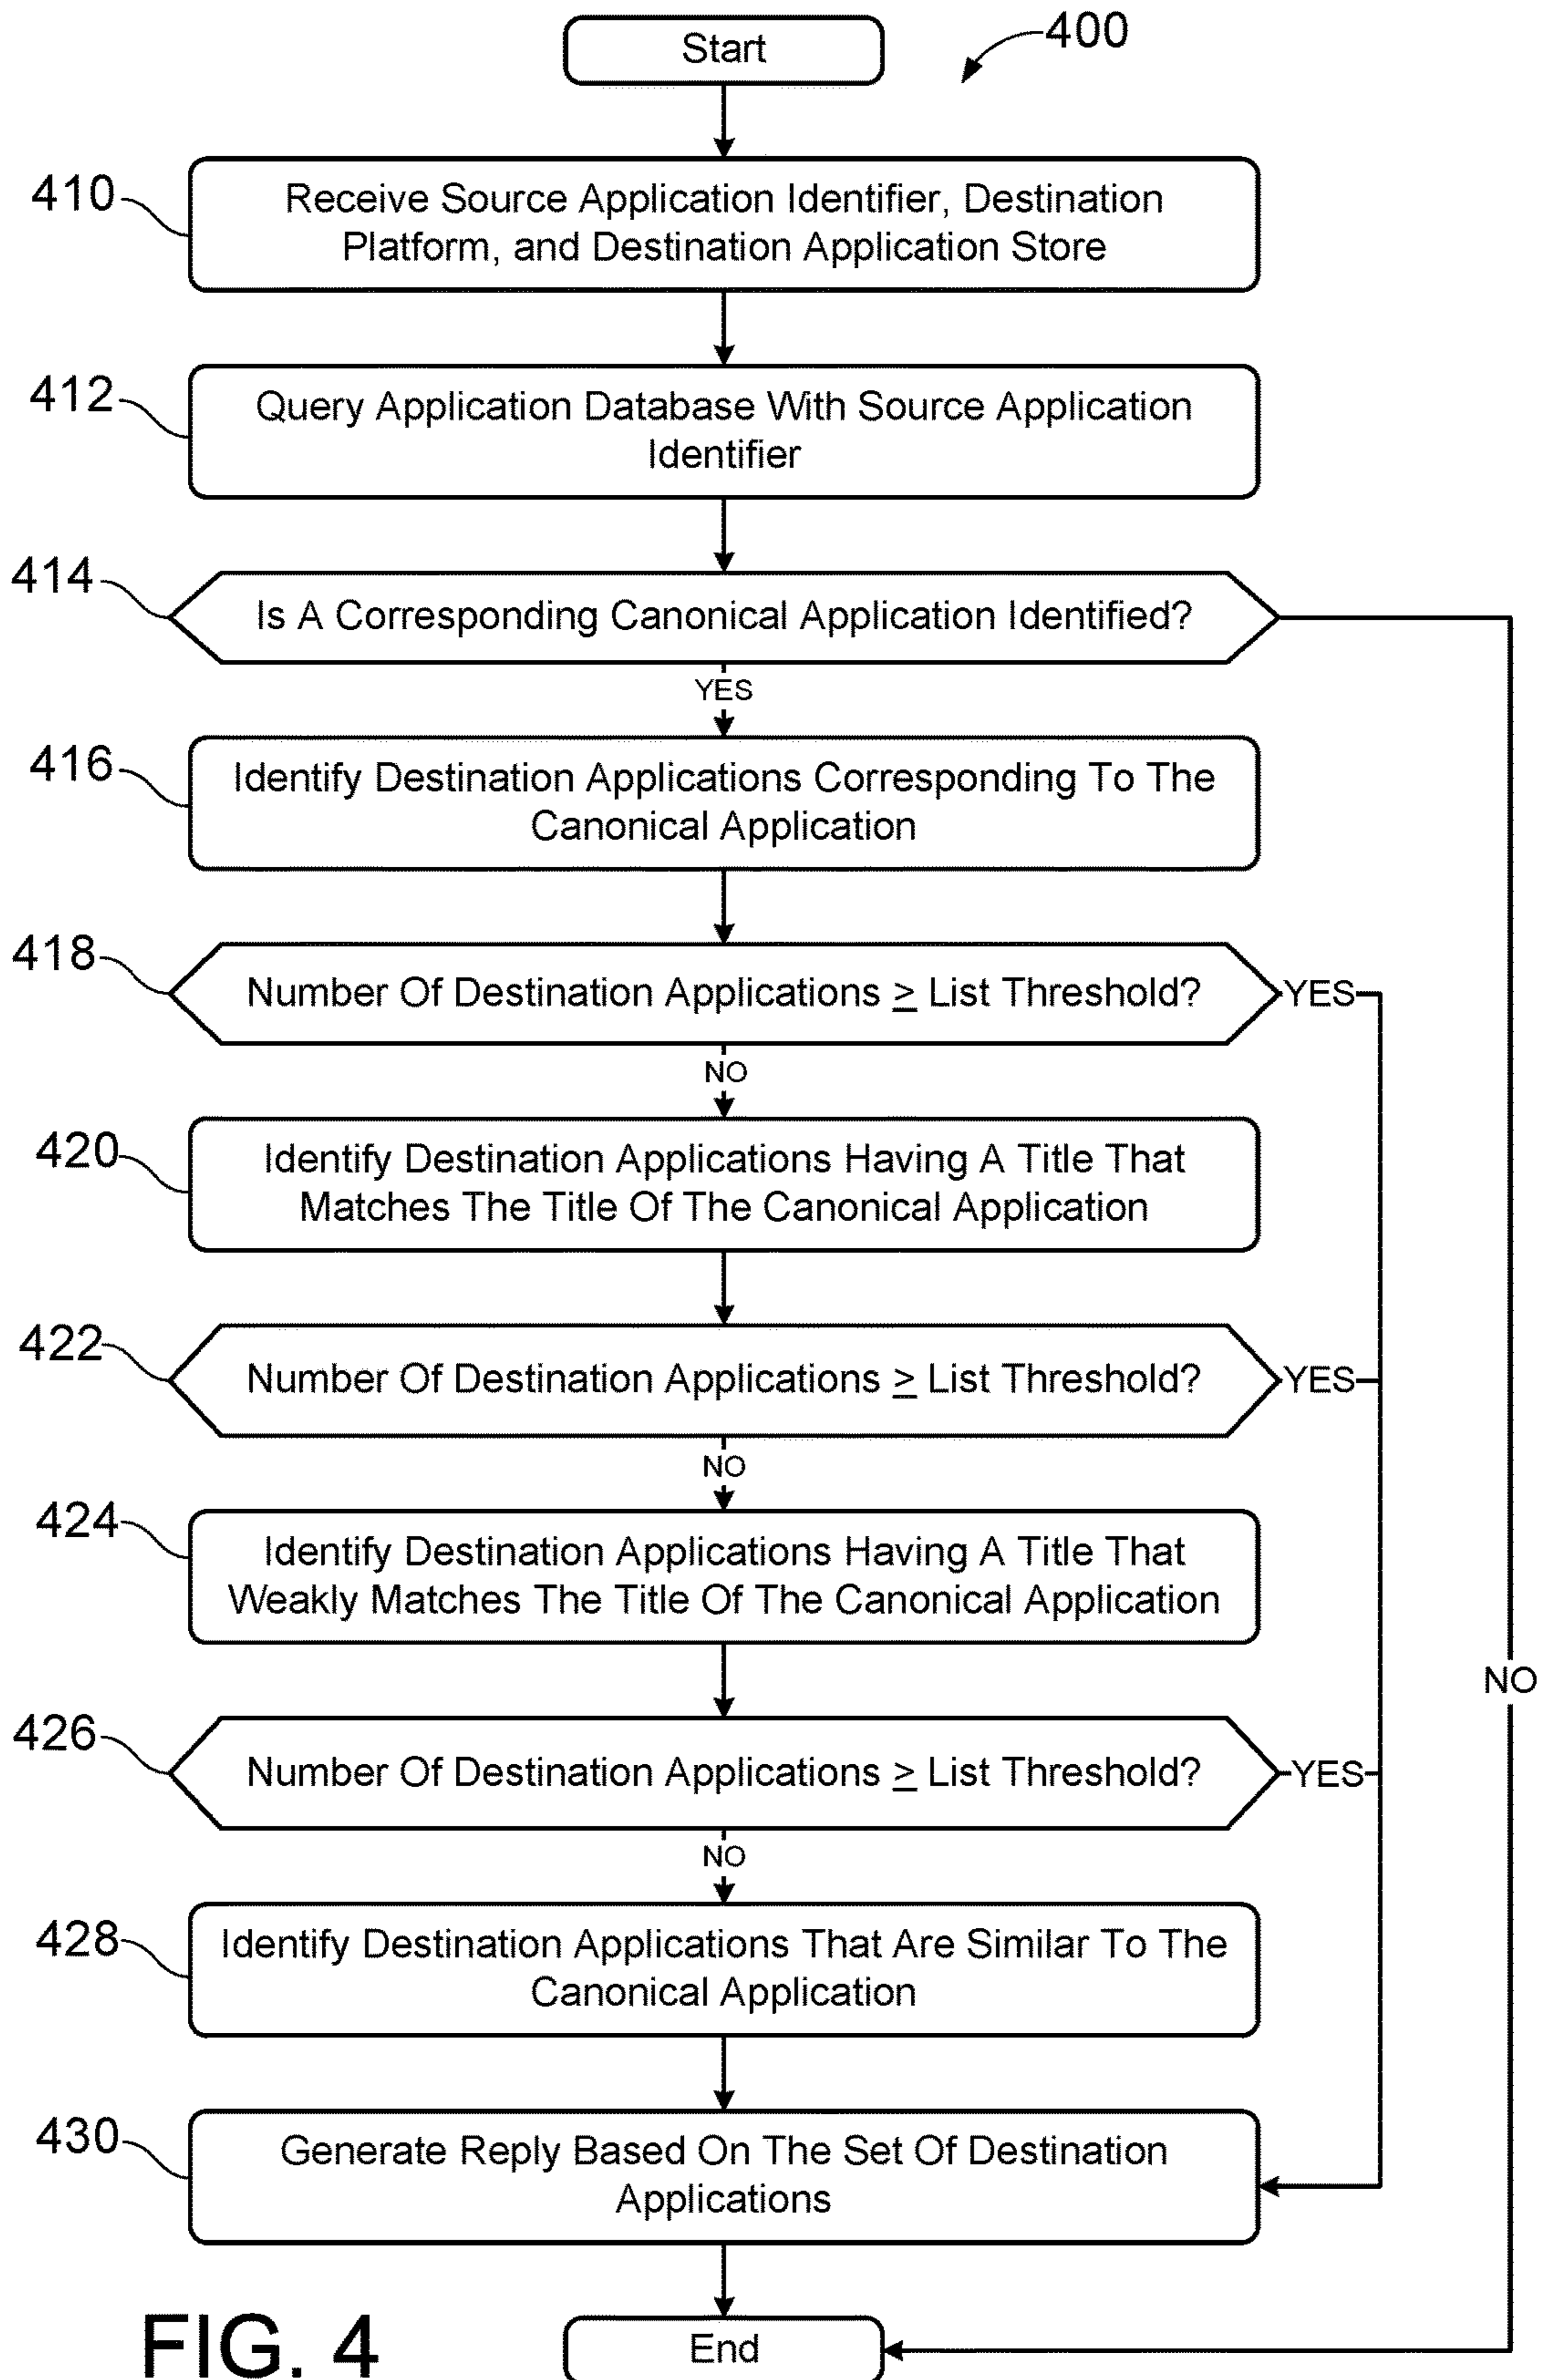 Start
400
410
Receive Source Application Identifier, Destination
Platform, and Destination Application Store
412
Query Application Database With Source Application
Identifier
414
Is A Corresponding Canonical Application Identified?
YES
416
Identify Destination Applications Corresponding To The
Canonical Application
418
Number Of Destination Applications ≥ List Threshold?
YES
NO
420
Identify Destination Applications Having A Title That
Matches The Title Of The Canonical Application
422
Number Of Destination Applications ≥ List Threshold?
YES
NO
424
Identify Destination Applications Having A Title That
Weakly Matches The Title Of The Canonical Application
NO
426
Number Of Destination Applications ≥ List Threshold?
YES
NO
428
Identify Destination Applications That Are Similar To The
Canonical Application
430
Generate Reply Based On The Set Of Destination
Applications
End
FIG. 4